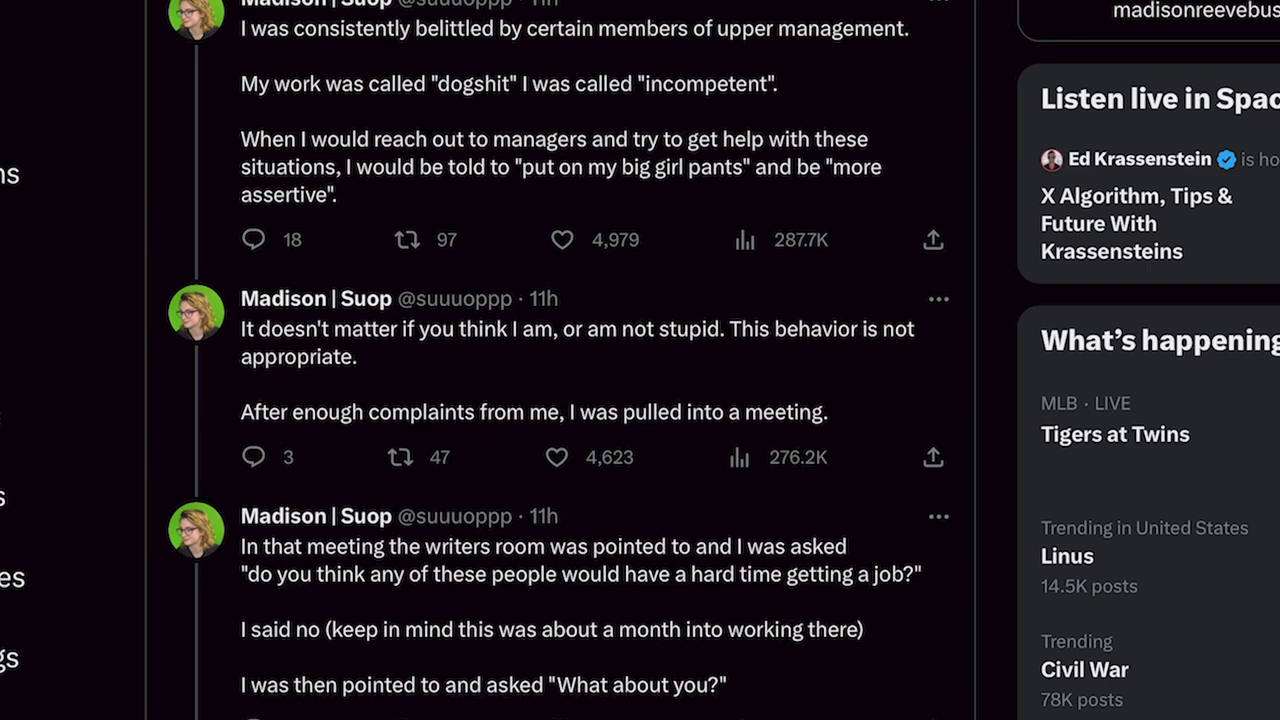 Madison | Suop @suuuoppp · 11h
I was consistently belittled by certain members of upper management.
My work was called "dogshit" I was called "incompetent".
When I would reach out to managers and try to get help with these
situations, I would be told to "put on my big girl pants" and be "more
assertive".
18 97 4,979 287.7K
Madison | Suop @suuuoppp · 11h
It doesn't matter if you think I am, or am not stupid. This behavior is not
appropriate.
After enough complaints from me, I was pulled into a meeting.
3 47 4,623 276.2K
Madison | Suop @suuuoppp · 11h
In that meeting the writers room was pointed to and I was asked
"do you think any of these people would have a hard time getting a job?"
I said no (keep in mind this was about a month into working there)
I was then pointed to and asked "What about you?"
madisonreevebus
Listen live in Spac
Ed Krassenstein is ho
X Algorithm, Tips &
Future With
Krassensteins
What's happening
MLB · LIVE
Tigers at Twins
Trending in United States
Linus
14.5K posts
Trending
Civil War
78K posts